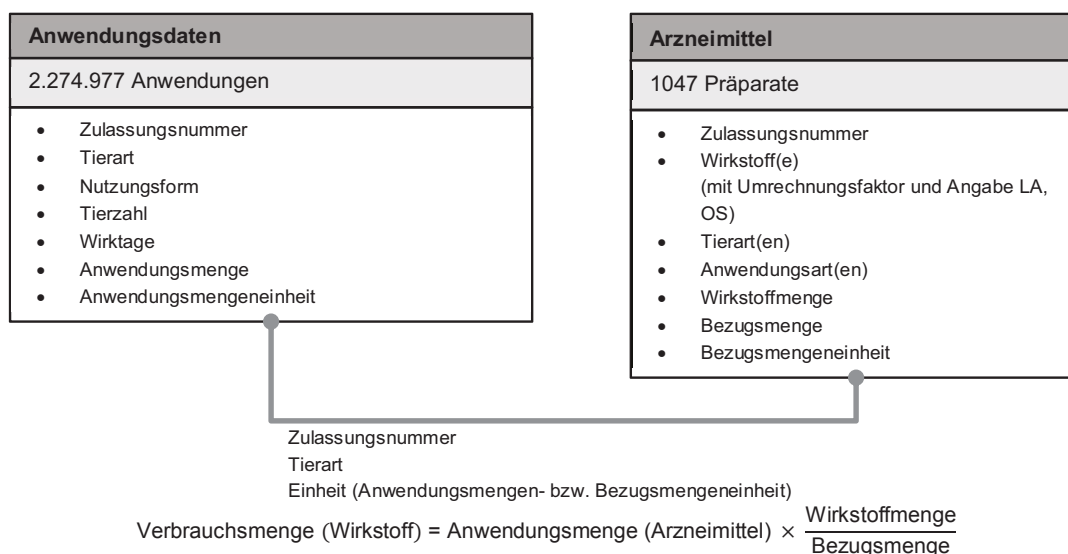 Anwendungsdaten
2.274.977 Anwendungen
• Zulassungsnummer
• Tierart
• Nutzungsform
• Tierzahl
• Wirktage
• Anwendungsmenge
• Anwendungsmengeneinheit
Arzneimittel
1047 Präparate
• Zulassungsnummer
• Wirkstoff(e)
(mit Umrechnungsfaktor und Angabe LA,
OS)
• Tierart(en)
• Anwendungsart(en)
• Wirkstoffmenge
• Bezugsmenge
• Bezugsmengeneinheit
Zulassungsnummer
Tierart
Einheit (Anwendungsmengen- bzw. Bezugsmengeneinheit)
Verbrauchsmenge (Wirkstoff) = Anwendungsmenge (Arzneimittel) × Wirkstoffmenge
Bezugsmenge